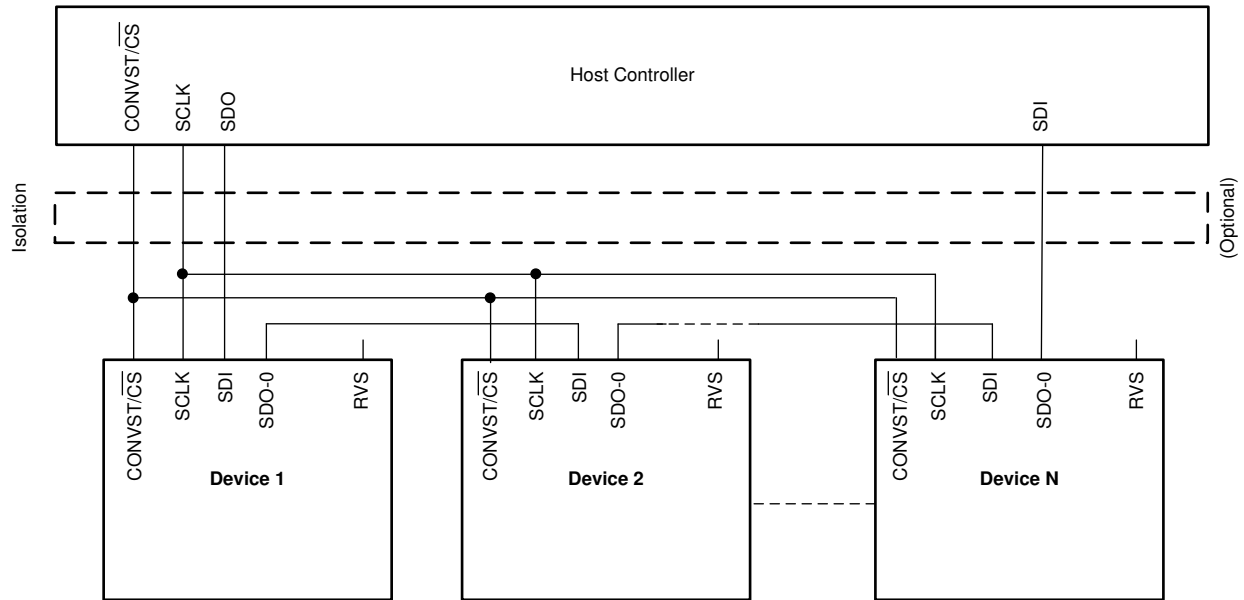 CONVST/CS
SCLK
SDO
Host Controller
SDI
Isolation
(Optional)
CONVST/CS
SCLK
SDI
SDO-0
RVS
Device 1
CONVST/CS
SCLK
SDI
SDO-0
RVS
Device 2
CONVST/CS
SCLK
SDI
SDO-0
RVS
Device N